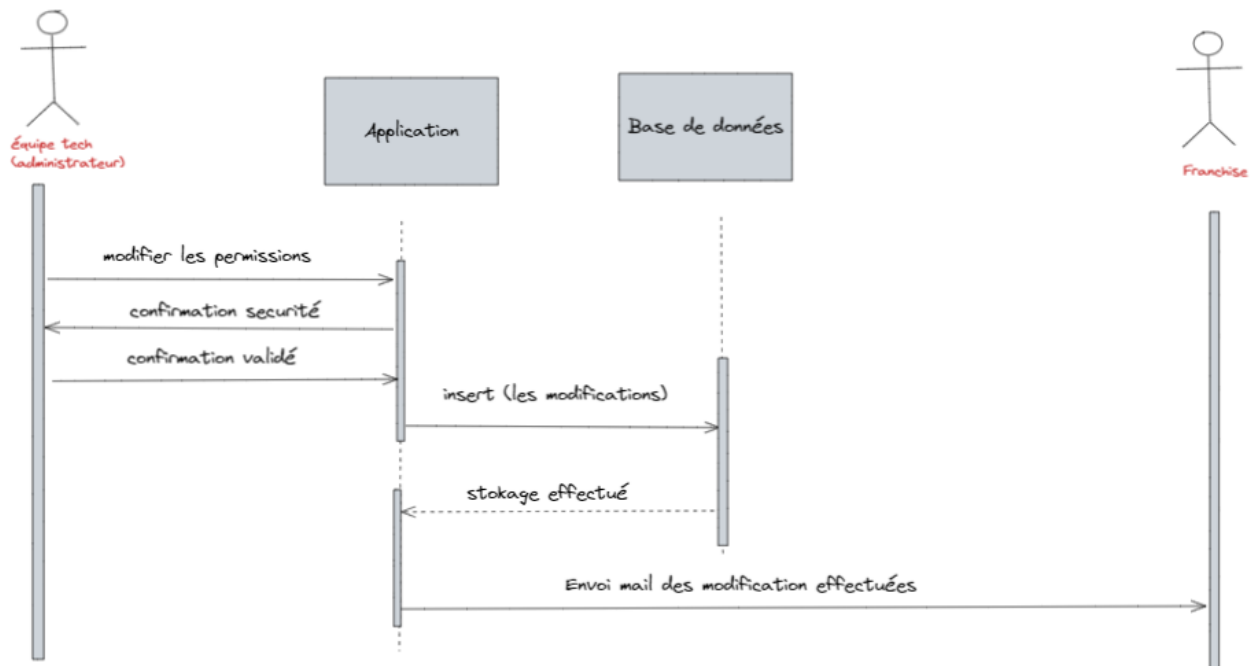 Équipe tech
(administrateur)
Application
Base de données
Franchise
modifier les permissions
confirmation securité
confirmation validé
insert (les modifications)
stokage effectué
Envoi mail des modification effectuées